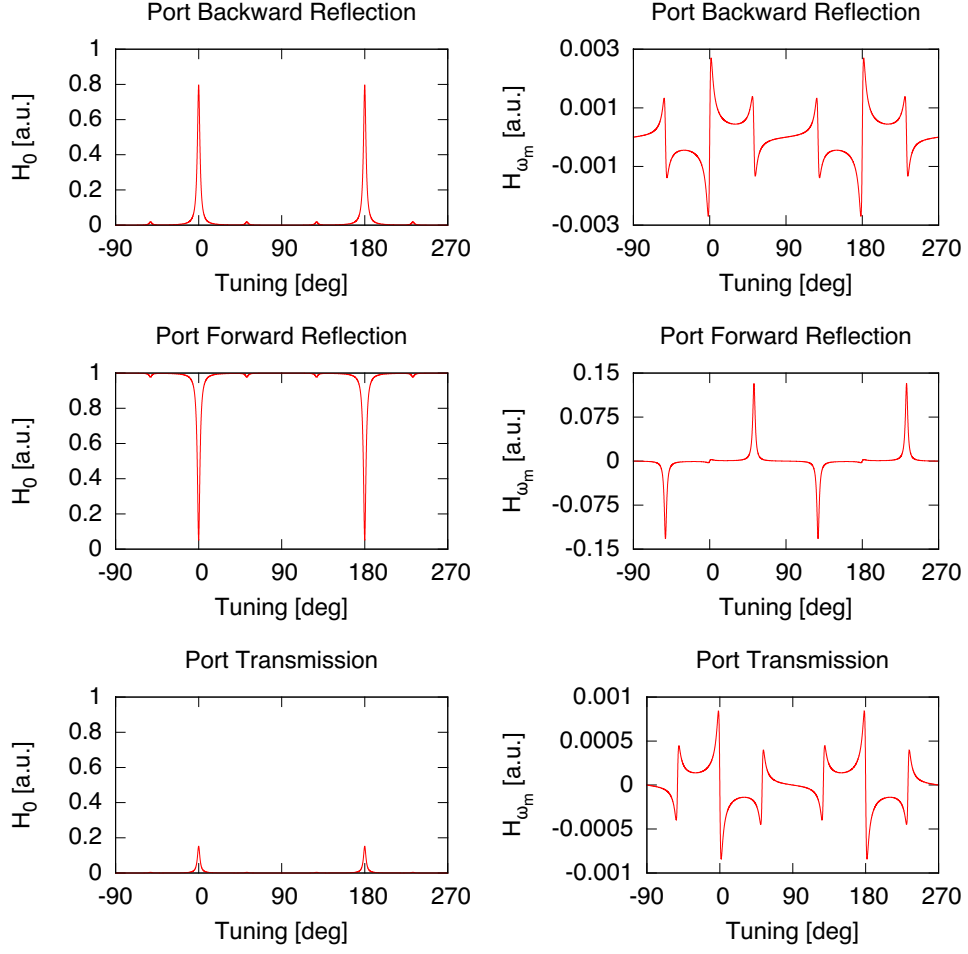 Port Backward Reflection
H₀ [a.u.]
1
0.8
0.6
0.4
0.2
0
-90 0 90 180 270
Tuning [deg]
Port Backward Reflection
H_ωₘ [a.u.]
0.003
0.001
-0.001
-0.003
-90 0 90 180 270
Tuning [deg]
Port Forward Reflection
H₀ [a.u.]
1
0.8
0.6
0.4
0.2
0
-90 0 90 180 270
Tuning [deg]
Port Forward Reflection
H_ωₘ [a.u.]
0.15
0.075
0
-0.075
-0.15
-90 0 90 180 270
Tuning [deg]
Port Transmission
H₀ [a.u.]
1
0.8
0.6
0.4
0.2
0
-90 0 90 180 270
Tuning [deg]
Port Transmission
H_ωₘ [a.u.]
0.001
0.0005
0
-0.0005
-0.001
-90 0 90 180 270
Tuning [deg]